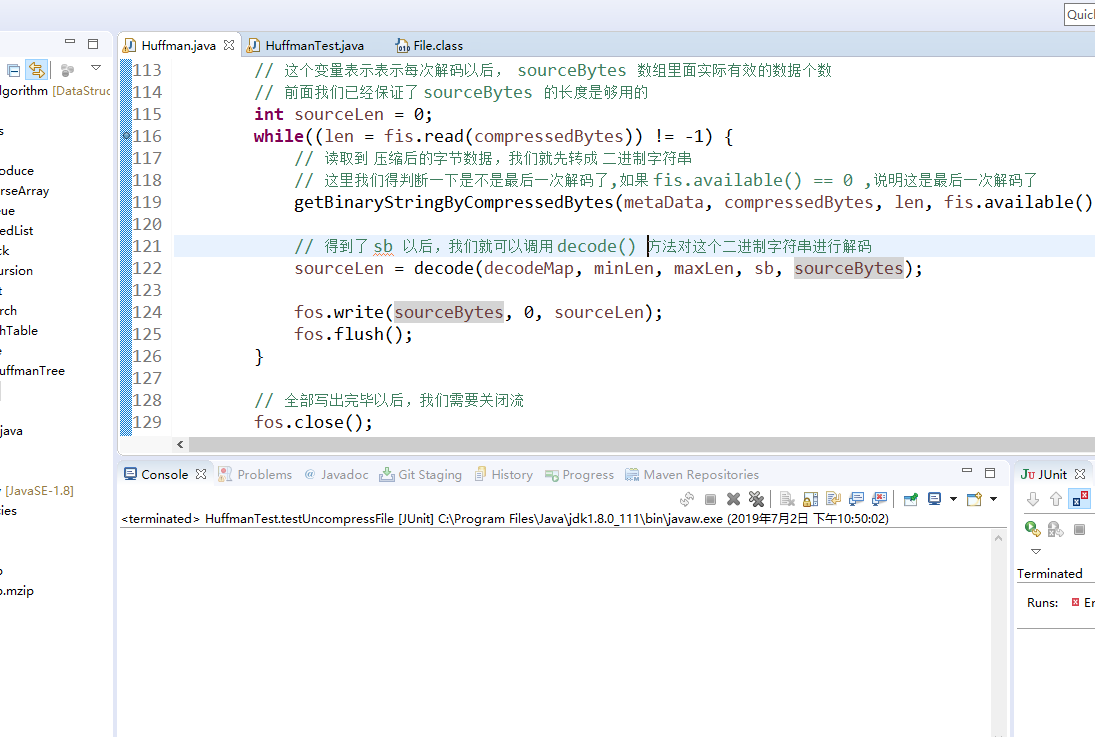 Quick
Huffman.java
HuffmanTest.java
File.class
lgorithm [DataStruc
s
oduce
rseArray
ue
edList
ck
ursion
t
rch
hTable
e
uffmanTree
java
[JavaSE-1.8]
cies
p
o.mzip
113 // 这个变量表示表示每次解码以后， sourceBytes 数组里面实际有效的数据个数
114 // 前面我们已经保证了 sourceBytes 的长度是够用的
115 int sourceLen = 0;
116 while((len = fis.read(compressedBytes)) != -1) {
117 // 读取到 压缩后的字节数据，我们就先转成 二进制字符串
118 // 这里我们得判断一下是不是最后一次解码了,如果 fis.available() == 0 ,说明这是最后一次解码了
119 getBinaryStringByCompressedBytes(metaData, compressedBytes, len, fis.available()
120
121 // 得到了 sb 以后，我们就可以调用 decode() 方法对这个二进制字符串进行解码
122 sourceLen = decode(decodeMap, minLen, maxLen, sb, sourceBytes);
123
124 fos.write(sourceBytes, 0, sourceLen);
125 fos.flush();
126 }
127
128 // 全部写出完毕以后，我们需要关闭流
129 fos.close();
Console Problems @ Javadoc Git Staging History Progress Maven Repositories
<terminated> HuffmanTest.testUncompressFile [JUnit] C:\Program Files\Java\jdk1.8.0_111\bin\javaw.exe (2019年7月2日 下午10:50:02)
JU JUnit
Terminated
Runs: Er